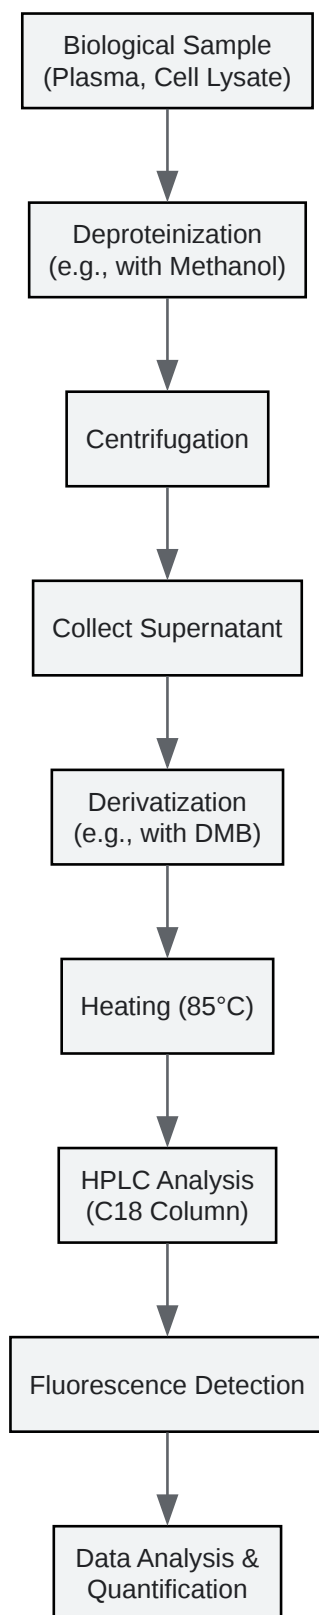 Biological Sample
(Plasma, Cell Lysate)
Deproteinization
(e.g., with Methanol)
Centrifugation
Collect Supernatant
Derivatization
(e.g., with DMB)
Heating (85°C)
HPLC Analysis
(C18 Column)
Fluorescence Detection
Data Analysis &
Quantification